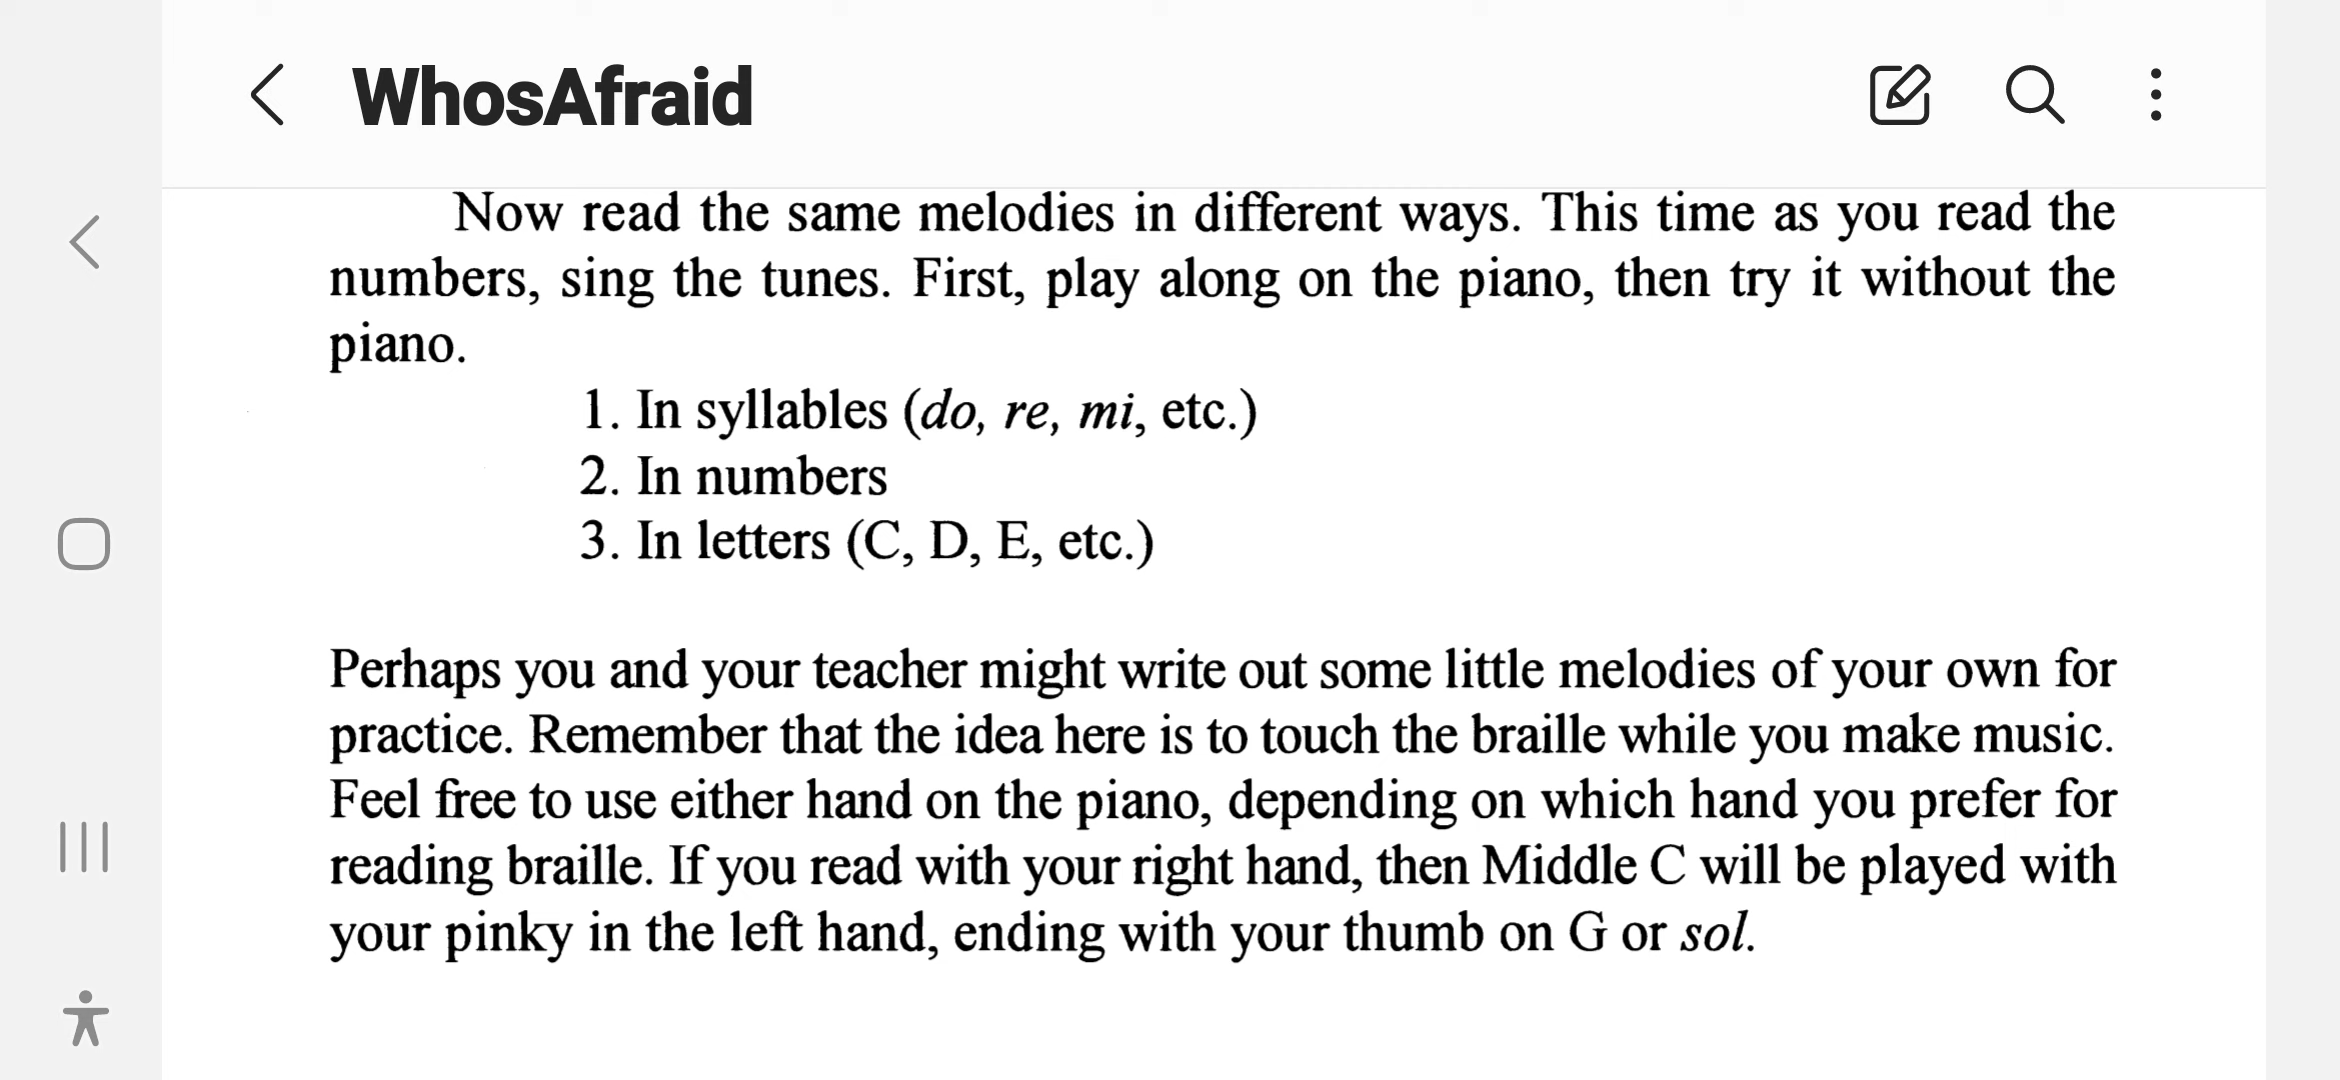 WhosAfraid
Now read the same melodies in different ways. This time as you read the
numbers, sing the tunes. First, play along on the piano, then try it without the
piano.
1. In syllables (do, re, mi, etc.)
2. In numbers
3. In letters (C, D, E, etc.)
Perhaps you and your teacher might write out some little melodies of your own for
practice. Remember that the idea here is to touch the braille while you make music.
Feel free to use either hand on the piano, depending on which hand you prefer for
reading braille. If you read with your right hand, then Middle C will be played with
your pinky in the left hand, ending with your thumb on G or sol.